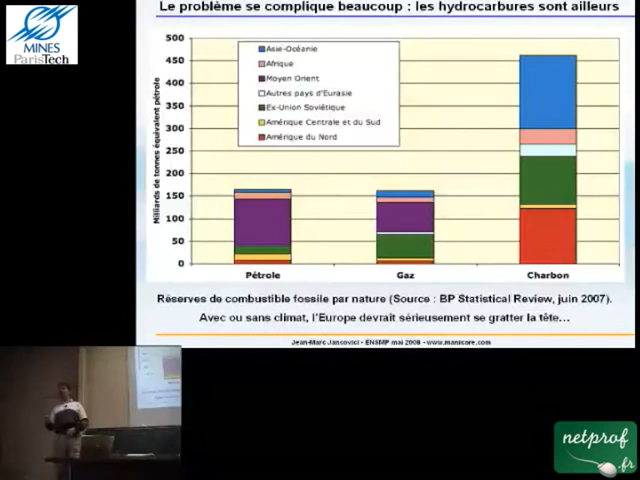 MINES
ParisTech
Le problème se complique beaucoup : les hydrocarbures sont ailleurs
Milliards de tonnes équivalent pétrole
500
450
400
350
300
250
200
150
100
50
0
Asie-Océanie
Afrique
Moyen Orient
Autres pays d'Eurasie
Ex-Union Soviétique
Amérique Centrale et du Sud
Amérique du Nord
Pétrole
Gaz
Charbon
Réserves de combustible fossile par nature (Source : BP Statistical Review, juin 2007).
Avec ou sans climat, l'Europe devrait sérieusement se gratter la tête...
Jean-Marc Jancovici - ENSMP mai 2008 - www.manicore.com
netprof
.fr